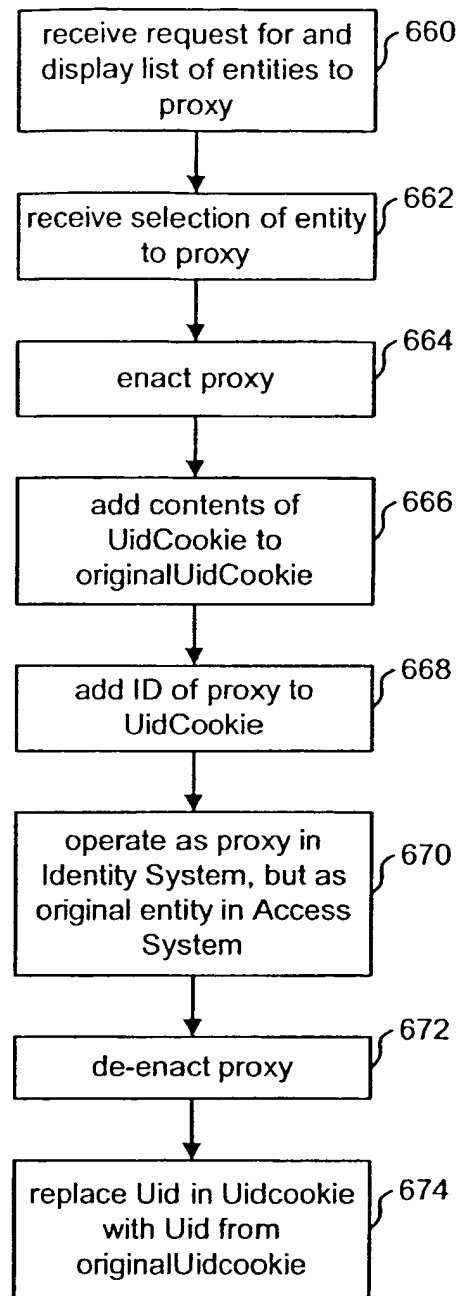 receive request for and
display list of entities to
proxy
660
receive selection of entity
to proxy
662
enact proxy
664
add contents of
UidCookie to
originalUidCookie
666
add ID of proxy to
UidCookie
668
operate as proxy in
Identity System, but as
original entity in Access
System
670
de-enact proxy
672
replace Uid in Uidcookie
with Uid from
originalUidcookie
674